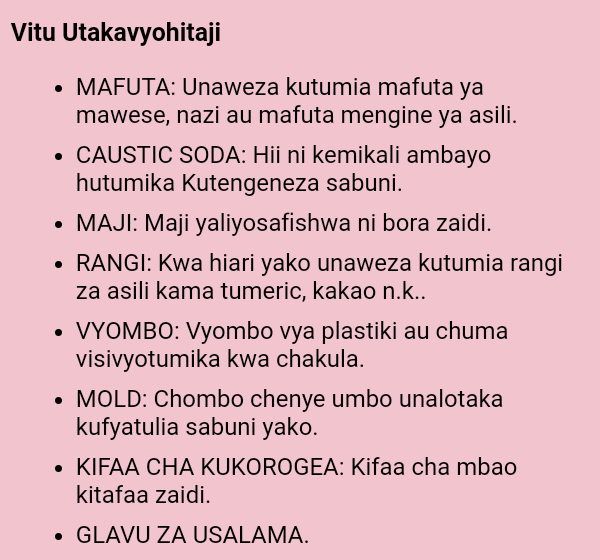 Vitu Utakavyohitaji
• MAFUTA: Unaweza kutumia mafuta ya
mawese, nazi au mafuta mengine ya asili.
• CAUSTIC SODA: Hii ni kemikali ambayo
hutumika Kutengeneza sabuni.
• MAJI: Maji yaliyosafishwa ni bora zaidi.
• RANGI: Kwa hiari yako unaweza kutumia rangi
za asili kama tumeric, kakao n.k..
• VYOMBO: Vyombo vya plastiki au chuma
visivyotumika kwa chakula.
• MOLD: Chombo chenye umbo unalotaka
kufyatulia sabuni yako.
• KIFAA CHA KUKOROGEA: Kifaa cha mbao
kitafaa zaidi.
• GLAVU ZA USALAMA.